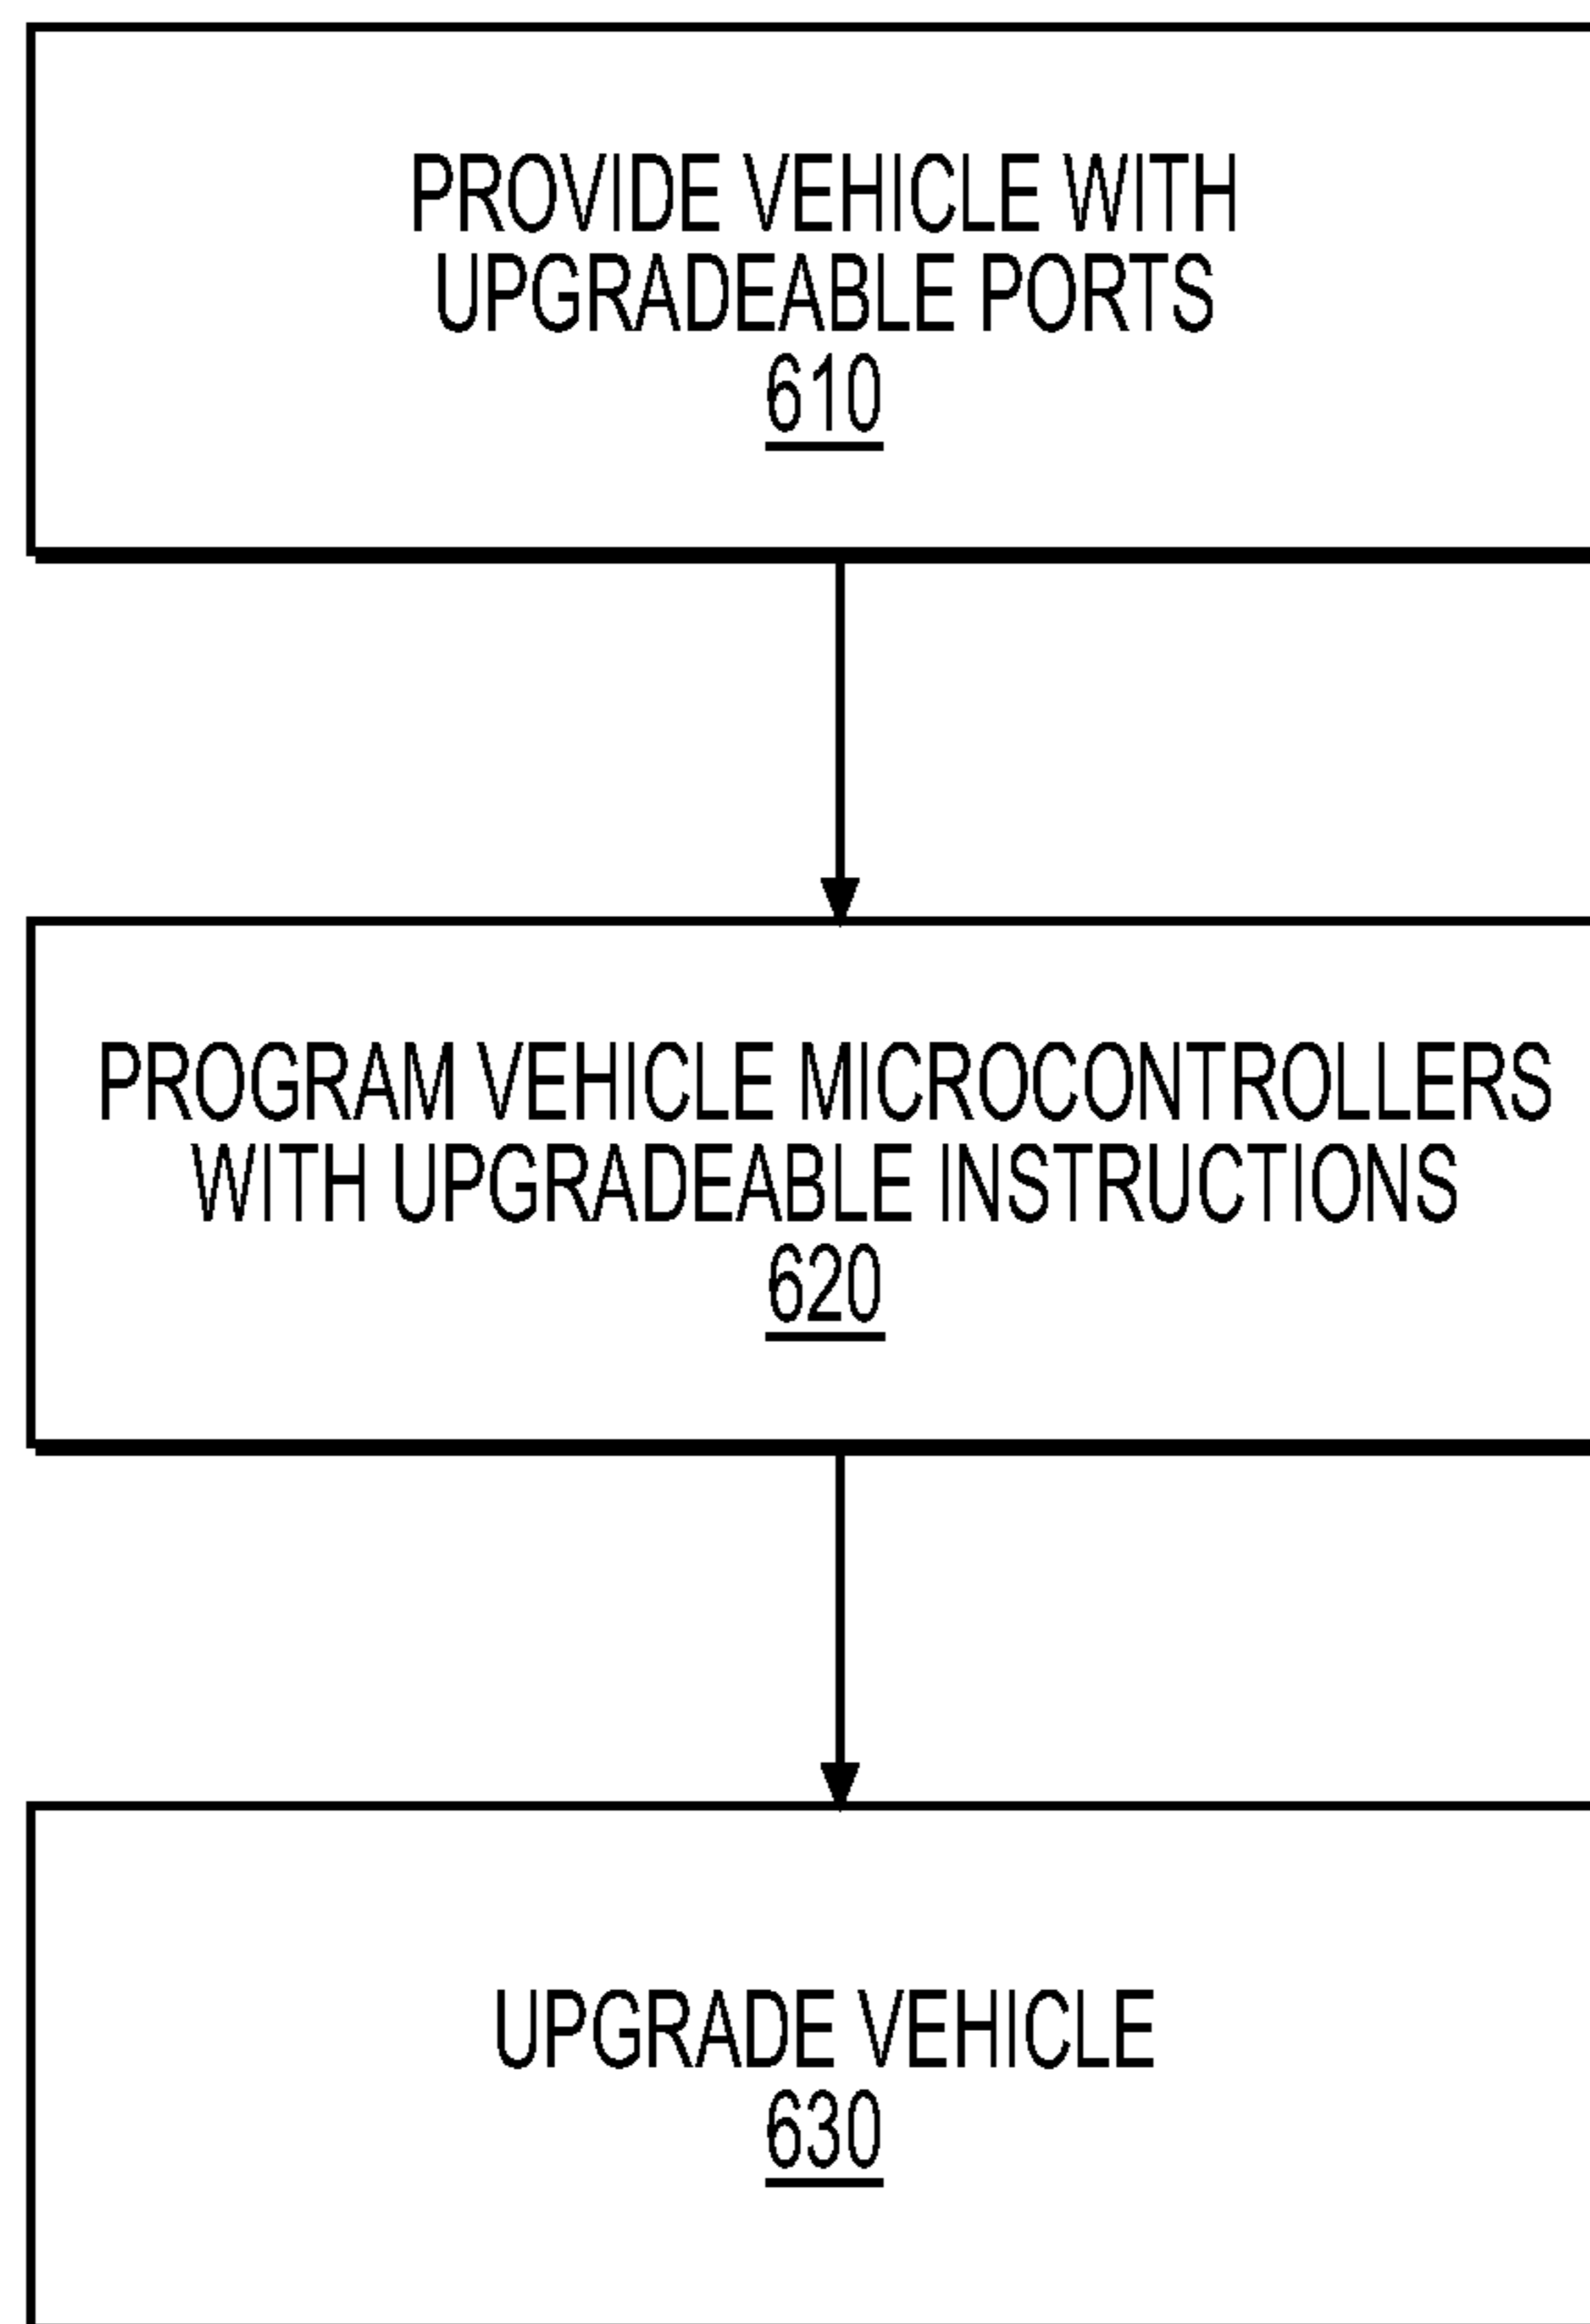 PROVIDE VEHICLE WITH
UPGRADEABLE PORTS
610
PROGRAM VEHICLE MICROCONTROLLERS
WITH UPGRADEABLE INSTRUCTIONS
620
UPGRADE VEHICLE
630